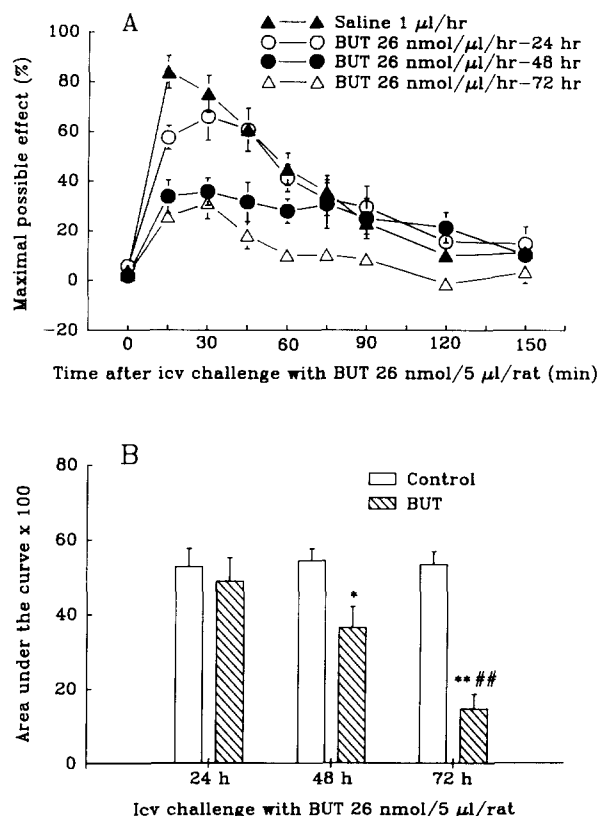 A
Saline 1 μl/hr
BUT 26 nmol/μl/hr-24 hr
BUT 26 nmol/μl/hr-48 hr
BUT 26 nmol/μl/hr-72 hr
Maximal possible effect (%)
100
80
60
40
20
0
-20
0 30 60 90 120 150
Time after icv challenge with BUT 26 nmol/5 μl/rat (min)
B
Control
BUT
Area under the curve x 100
80
60
40
20
0
*
** ##
24 h 48 h 72 h
Icv challenge with BUT 26 nmol/5 μl/rat